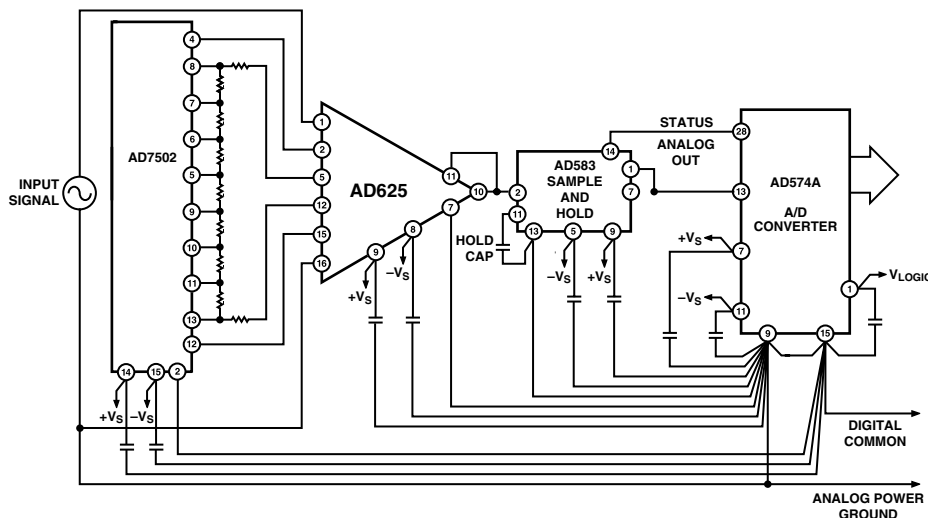 4
8
7
6
5
9
10
11
13
12
AD7502
14
15
2
+VS
–VS
INPUT
SIGNAL
1
2
5
12
15
16
AD625
11
10
7
8
9
–VS
+VS
AD583
SAMPLE
AND
HOLD
14
1
7
2
11
13
5
9
HOLD
CAP
–VS
+VS
STATUS
ANALOG
OUT
28
13
7
11
AD574A
A/D
CONVERTER
+VS
–VS
1
VLOGIC
9
15
DIGITAL
COMMON
ANALOG POWER
GROUND